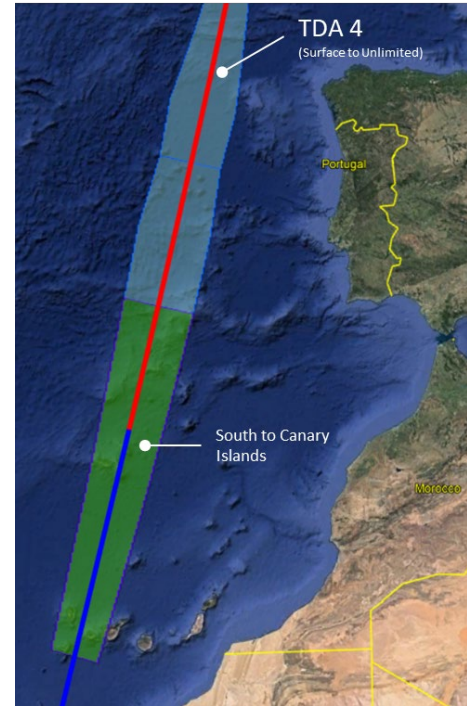 TDA 4
(Surface to Unlimited)
Portugal
South to Canary
Islands
Morocco